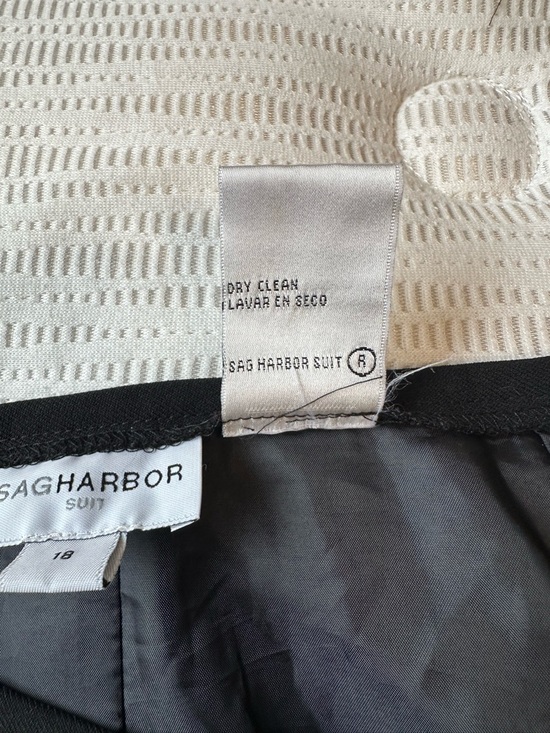 DRY CLEAN
LAVAR EN SECO
SAG HARBOR SUIT ®
SAGHARBOR
SUIT
18